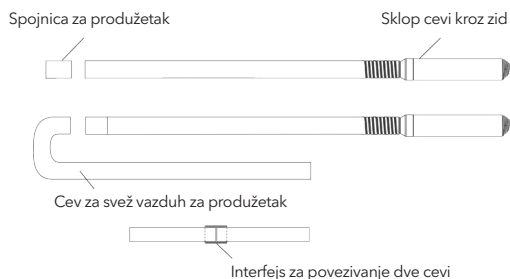 Spojnica za produžetak
Sklop cevi kroz zid
Cev za svež vazduh za produžetak
Interfejs za povezivanje dve cevi